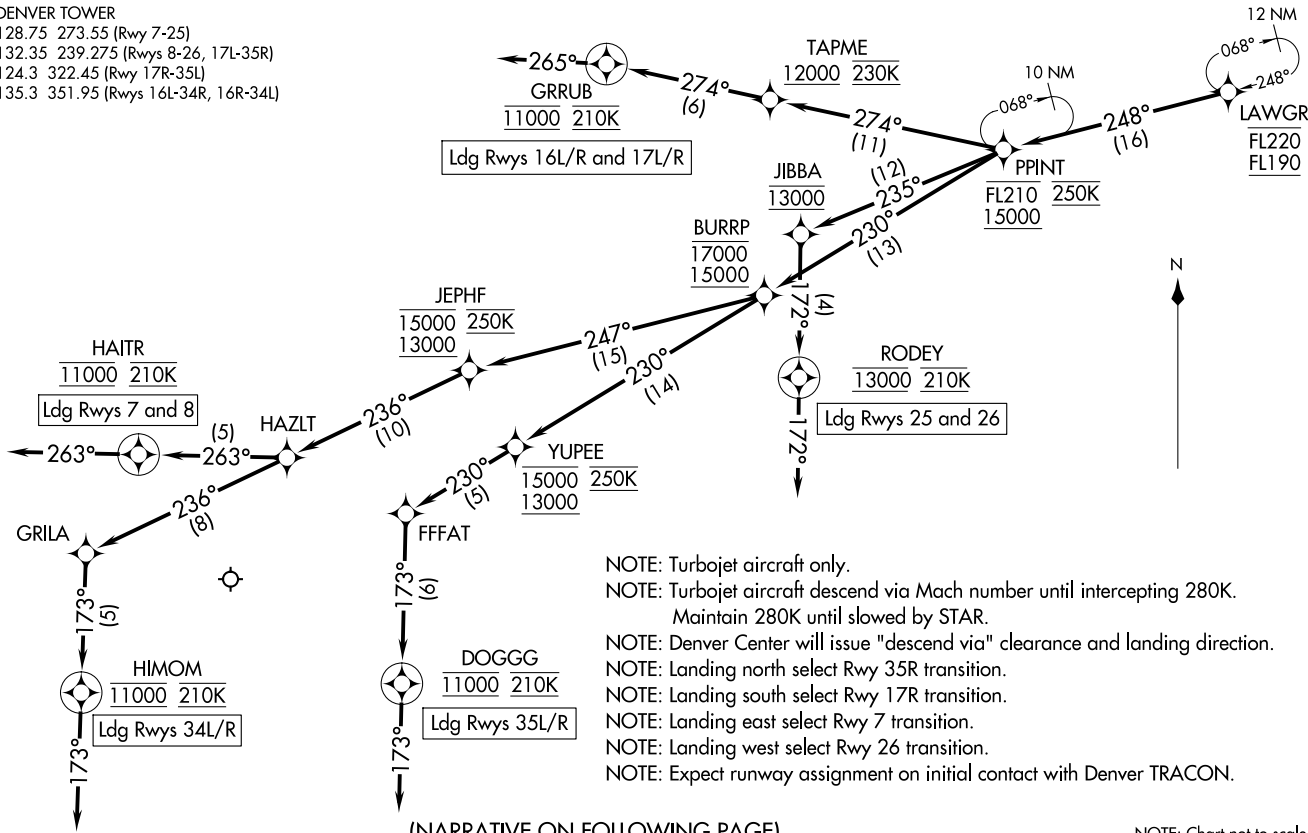 DENVER TOWER
128.75 273.55 (Rwy 7-25)
132.35 239.275 (Rwys 8-26, 17L-35R)
124.3 322.45 (Rwy 17R-35L)
135.3 351.95 (Rwys 16L-34R, 16R-34L)
12 NM
068°
248°
LAWGR
FL220
FL190
10 NM
068°
248°
(16)
PPINT
FL210 250K
15000
TAPME
12000 230K
274°
(11)
274°
(6)
265°
GRRUB
11000 210K
Ldg Rwys 16L/R and 17L/R
(12)
235°
JIBBA
13000
230°
(13)
BURRP
17000
15000
172°
(4)
RODEY
13000 210K
Ldg Rwys 25 and 26
172°
N
JEPHF
15000 250K
13000
247°
(15)
230°
(14)
HAITR
11000 210K
Ldg Rwys 7 and 8
HAZLT
236°
(10)
(5)
263°
263°
YUPEE
15000 250K
13000
230°
(5)
236°
(8)
GRILA
FFFAT
173°
(5)
173°
(6)
HIMOM
11000 210K
Ldg Rwys 34L/R
173°
DOGGG
11000 210K
Ldg Rwys 35L/R
173°
NOTE: Turbojet aircraft only.
NOTE: Turbojet aircraft descend via Mach number until intercepting 280K.
Maintain 280K until slowed by STAR.
NOTE: Denver Center will issue "descend via" clearance and landing direction.
NOTE: Landing north select Rwy 35R transition.
NOTE: Landing south select Rwy 17R transition.
NOTE: Landing east select Rwy 7 transition.
NOTE: Landing west select Rwy 26 transition.
NOTE: Expect runway assignment on initial contact with Denver TRACON.
(NARRATIVE ON FOLLOWING PAGE)
NOTE: Chart not to scale